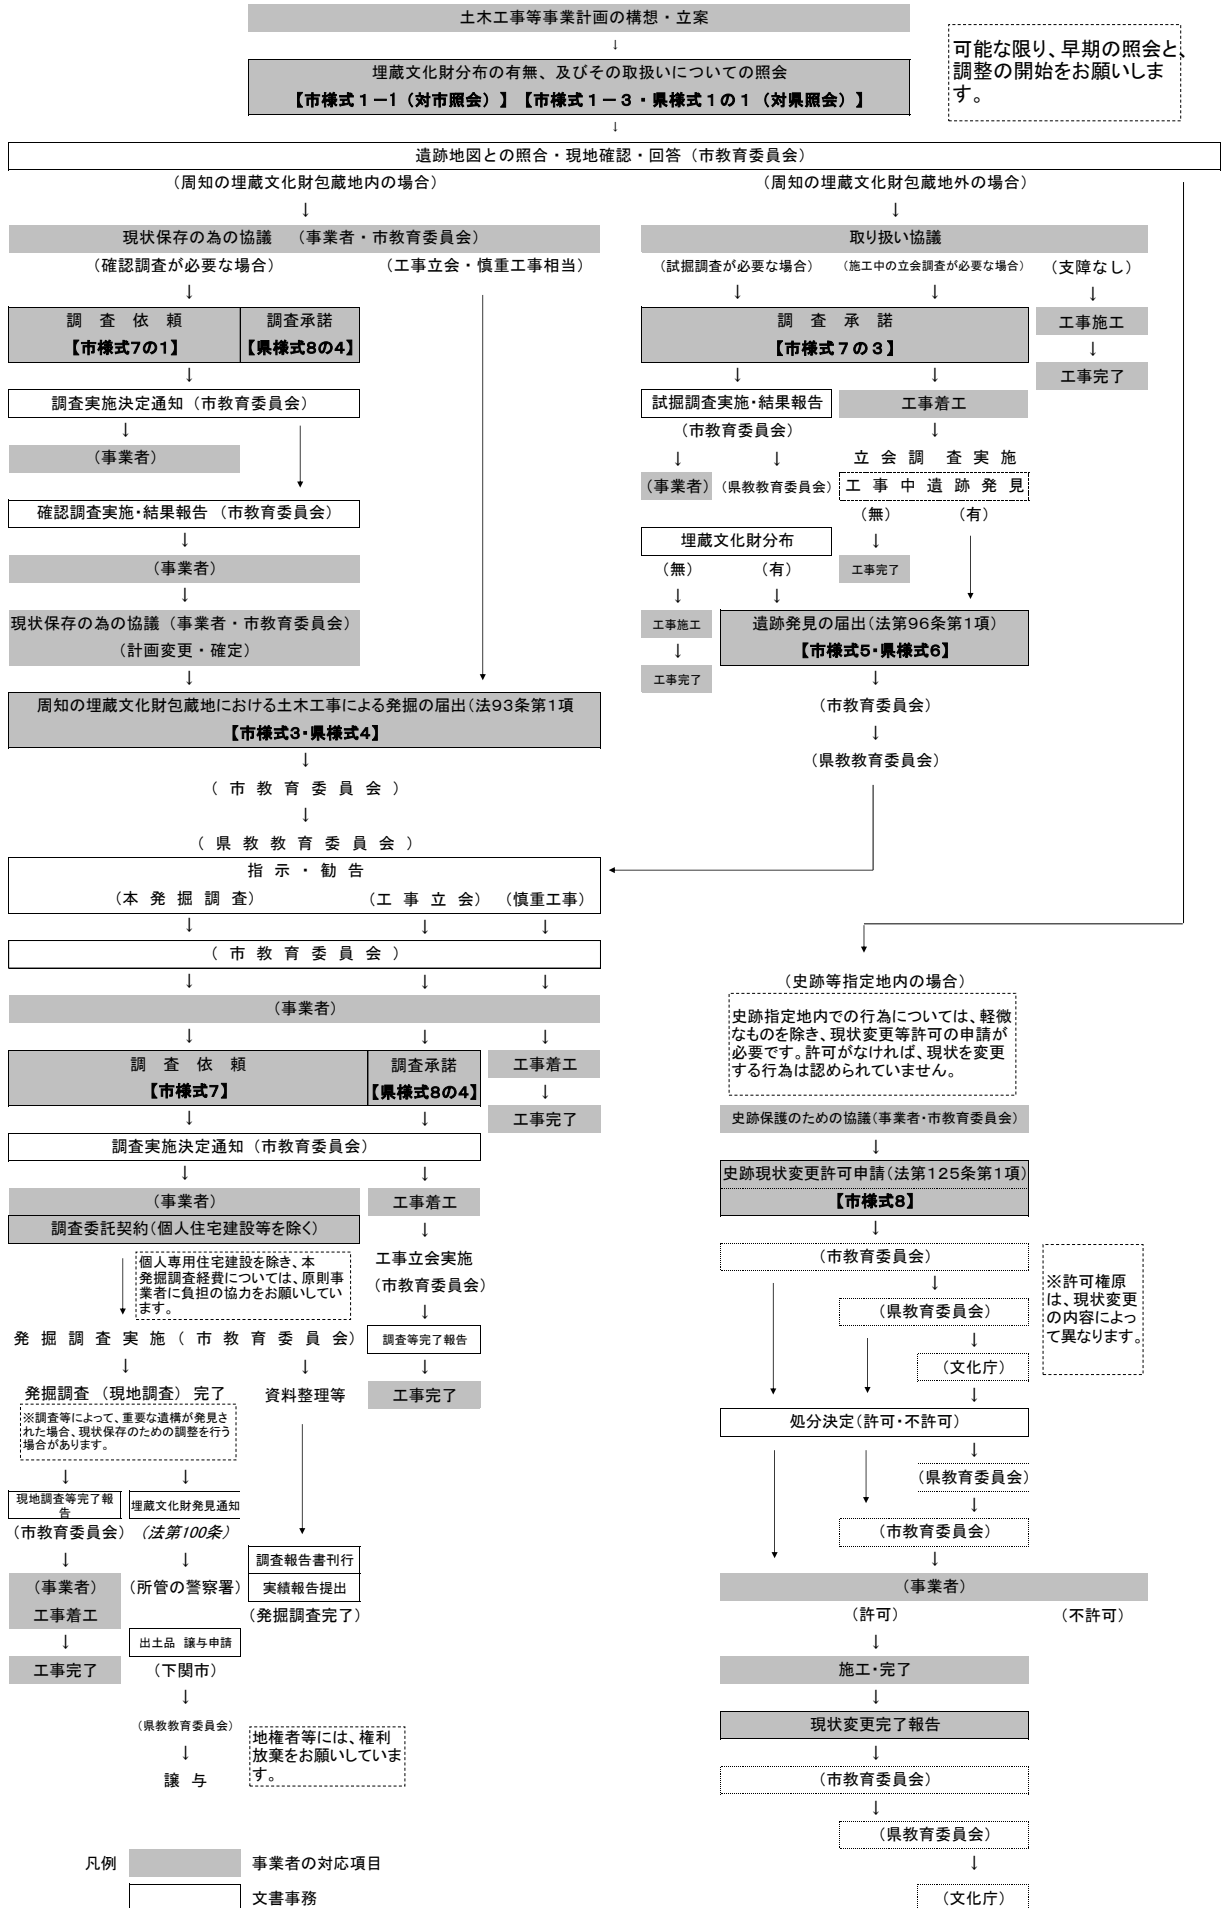 土木工事等事業計画の構想・立案
↓
埋蔵文化財分布の有無、及びその取扱いについての照会
【市様式１－1（対市照会）】【市様式１－３・県様式１の１（対県照会）】
可能な限り、早期の照会と、
調整の開始をお願いしま
す。
↓
遺跡地図との照合・現地確認・回答（市教育委員会）
（周知の埋蔵文化財包蔵地内の場合）
↓
現状保存の為の協議　（事業者・市教育委員会）
（確認調査が必要な場合）
（工事立会・慎重工事相当）
↓
調　査　依　頼
【市様式7の1】
調査承諾
【県様式8の4】
↓
調査実施決定通知（市教育委員会）
↓
（事業者）
確認調査実施・結果報告（市教育委員会）
↓
（事業者）
↓
現状保存の為の協議（事業者・市教育委員会）
（計画変更・確定）
↓
周知の埋蔵文化財包蔵地における土木工事による発掘の届出（法93条第1項
【市様式3・県様式4】
↓
（ 市 教 育 委 員 会 ）
↓
（ 県 教 教 育 委 員 会 ）
指 示 ・ 勧 告
（本 発 掘 調 査）
（工 事 立 会）
（慎重工事）
↓ ↓ ↓
（ 市 教 育 委 員 会 ）
↓ ↓ ↓
（事業者）
↓ ↓ ↓
調　査　依　頼
【市様式7】
調査承諾
【県様式8の4】
工事着工
↓
工事完了
↓ ↓
調査実施決定通知（市教育委員会）
↓ ↓
（事業者）
調査委託契約（個人住宅建設等を除く）
個人専用住宅建設を除き、本
発掘調査経費については、原則事
業者に負担の協力をお願いしてい
ます。
発 掘 調 査 実 施（ 市 教 育 委 員 会）
↓ ↓
発掘調査（現地調査）完了
※調査等によって、重要な遺構が発見さ
れた場合、現状保存のための調整を行う
場合があります。
↓ ↓
現地調査等完了報
告
（市教育委員会）
↓
（事業者）
工事着工
↓
工事完了
埋蔵文化財発見通知
（法第100条）
↓
（所管の警察署）
出土品 譲与申請
（下関市）
↓
（県教教育委員会）
↓
譲 与
地権者等には、権利
放棄をお願いしていま
す。
資料整理等
調査報告書刊行
実績報告提出
（発掘調査完了）
工事着工
↓
工事立会実施
（市教育委員会）
↓
調査等完了報告
↓
工事完了
（周知の埋蔵文化財包蔵地外の場合）
↓
取り扱い協議
（試掘調査が必要な場合）
（施工中の立会調査が必要な場合）
（支障なし）
↓ ↓ ↓
調　査　承　諾
【市様式７の３】
工事施工
↓
工事完了
↓ ↓
試掘調査実施・結果報告
（市教育委員会）
↓ ↓
（事業者）
（県教教育委員会）
埋蔵文化財分布
（無）
（有）
↓ ↓
工事施工
↓
工事完了
工事着工
↓
立 会 調　査 実 施
工 事 中 遺 跡 発 見
（無）
（有）
↓
工事完了
遺跡発見の届出（法第96条第1項）
【市様式5・県様式6】
↓
（市教育委員会）
↓
（県教教育委員会）
（史跡等指定地内の場合）
史跡指定地内での行為については、軽微
なものを除き、現状変更等許可の申請が
必要です。許可がなければ、現状を変更
する行為は認められていません。
史跡保護のための協議（事業者・市教育委員会）
↓
史跡現状変更許可申請（法第125条第1項）
【市様式8】
↓
（市教育委員会）
↓
（県教育委員会）
↓
（文化庁）
↓
※許可権原
は、現状変更
の内容によっ
て異なります。
処分決定（許可・不許可）
↓
（県教育委員会）
↓
（市教育委員会）
↓
（事業者）
（許可）
（不許可）
↓
施工・完了
↓
現状変更完了報告
↓
（市教育委員会）
↓
（県教育委員会）
↓
（文化庁）
凡例
事業者の対応項目
文書事務